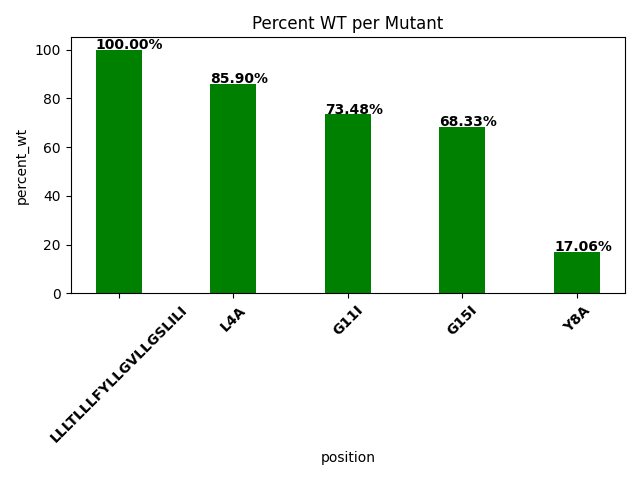 Percent WT per Mutant
percent_wt
100
80
60
40
20
0
100.00%
85.90%
73.48%
68.33%
17.06%
LLLTLLLFYLLGVLLGSLILI
L4A
G11I
G15I
Y8A
position